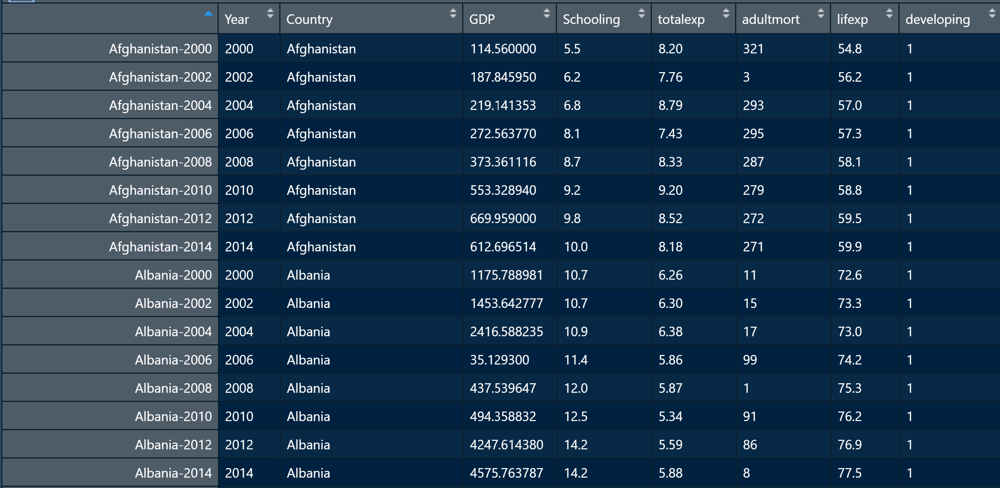 Year Country GDP Schooling totalexp adultmort lifexp developing
Afghanistan-2000 2000 Afghanistan 114.560000 5.5 8.20 321 54.8 1
Afghanistan-2002 2002 Afghanistan 187.845950 6.2 7.76 3 56.2 1
Afghanistan-2004 2004 Afghanistan 219.141353 6.8 8.79 293 57.0 1
Afghanistan-2006 2006 Afghanistan 272.563770 8.1 7.43 295 57.3 1
Afghanistan-2008 2008 Afghanistan 373.361116 8.7 8.33 287 58.1 1
Afghanistan-2010 2010 Afghanistan 553.328940 9.2 9.20 279 58.8 1
Afghanistan-2012 2012 Afghanistan 669.959000 9.8 8.52 272 59.5 1
Afghanistan-2014 2014 Afghanistan 612.696514 10.0 8.18 271 59.9 1
Albania-2000 2000 Albania 1175.788981 10.7 6.26 11 72.6 1
Albania-2002 2002 Albania 1453.642777 10.7 6.30 15 73.3 1
Albania-2004 2004 Albania 2416.588235 10.9 6.38 17 73.0 1
Albania-2006 2006 Albania 35.129300 11.4 5.86 99 74.2 1
Albania-2008 2008 Albania 437.539647 12.0 5.87 1 75.3 1
Albania-2010 2010 Albania 494.358832 12.5 5.34 91 76.2 1
Albania-2012 2012 Albania 4247.614380 14.2 5.59 86 76.9 1
Albania-2014 2014 Albania 4575.763787 14.2 5.88 8 77.5 1